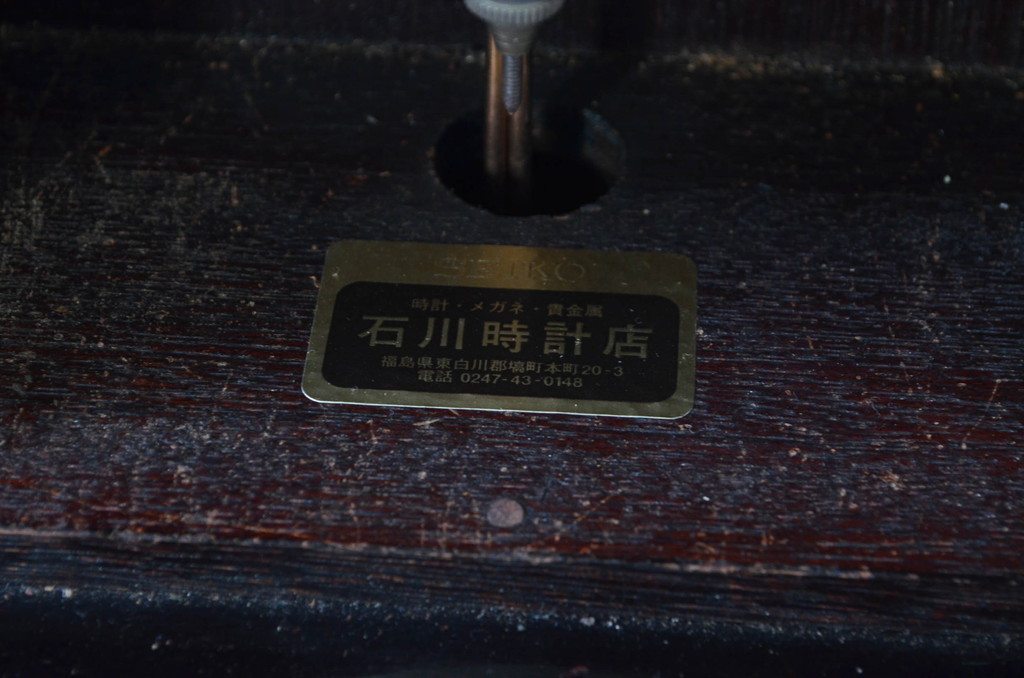 SEIKO
時計・メガネ・貴金属
石川時計店
福島県東白川郡塙町本町20-3
電話 0247-43-0148